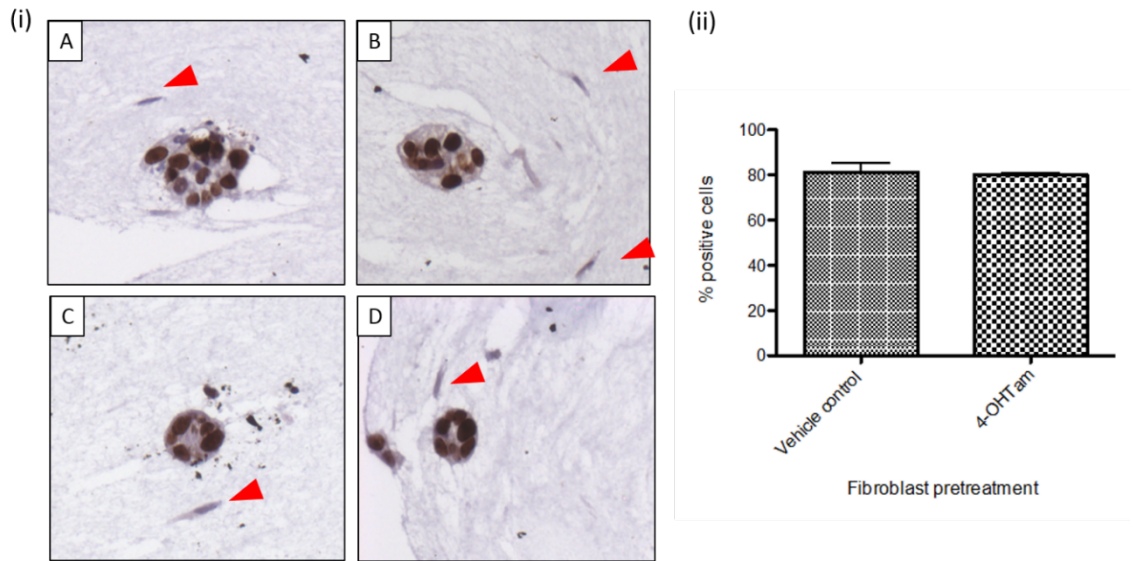 (i)
A
B
C
D
(ii)
100
80
60
40
20
0
% positive cells
Vehicle control
4-OHTam
Fibroblast pretreatment